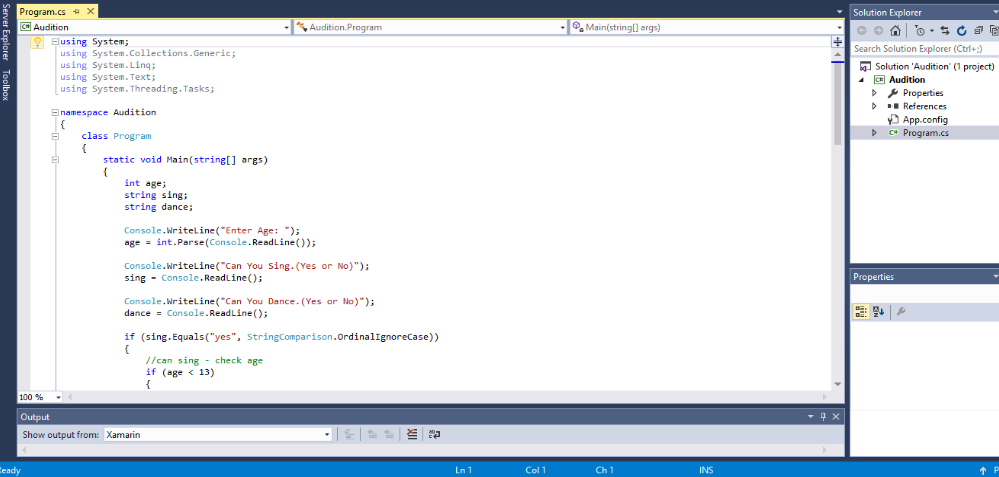 Server Explorer
Toolbox
Program.cs
Audition
Audition.Program
Main(string[] args)
using System;
using System.Collections.Generic;
using System.Linq;
using System.Text;
using System.Threading.Tasks;
namespace Audition
{
class Program
{
static void Main(string[] args)
{
int age;
string sing;
string dance;
Console.WriteLine("Enter Age: ");
age = int.Parse(Console.ReadLine());
Console.WriteLine("Can You Sing.(Yes or No)");
sing = Console.ReadLine();
Console.WriteLine("Can You Dance.(Yes or No)");
dance = Console.ReadLine();
if (sing.Equals("yes", StringComparison.OrdinalIgnoreCase))
{
//can sing - check age
if (age < 13)
{
100 %
Output
Show output from: Xamarin
Solution Explorer
Search Solution Explorer (Ctrl+;)
Solution 'Audition' (1 project)
C# Audition
Properties
References
App.config
C# Program.cs
Properties
eady
Ln 1
Col 1
Ch 1
INS
P